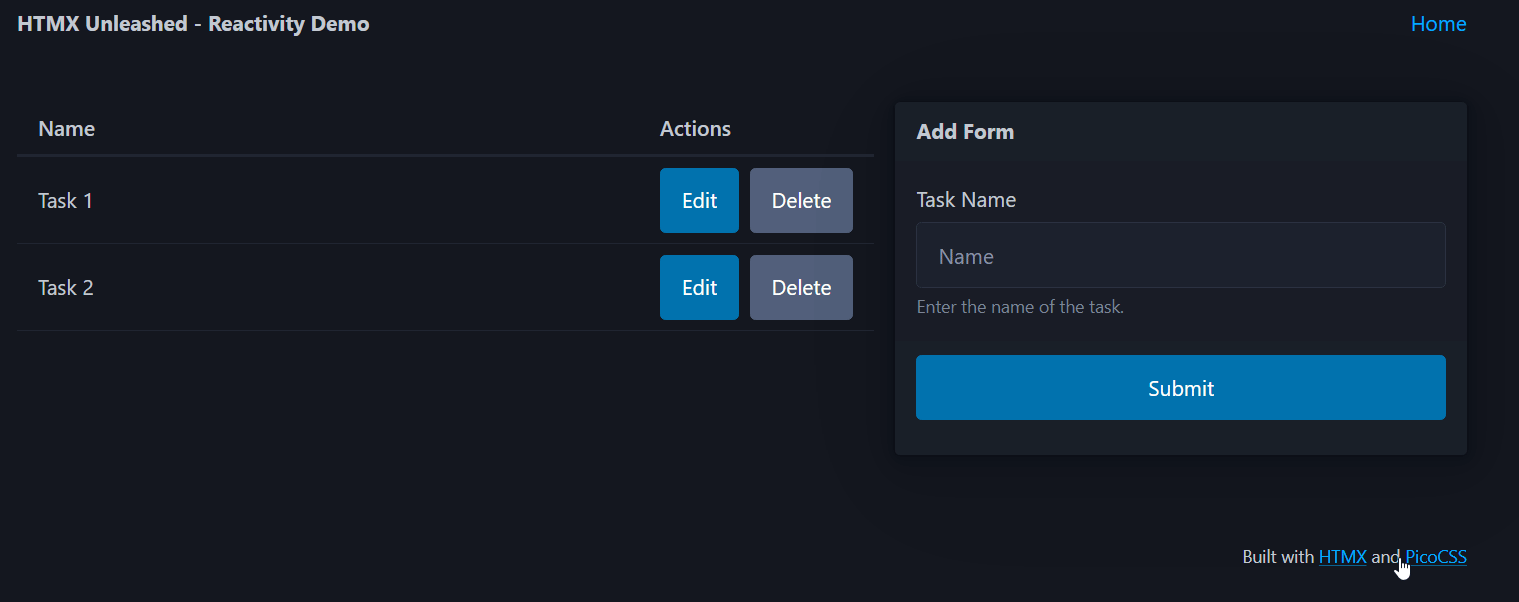 HTMX Unleashed - Reactivity Demo
Home
Name Actions
Task 1 Edit Delete
Task 2 Edit Delete
Add Form
Task Name
Name
Enter the name of the task.
Submit
Built with HTMX and PicoCSS